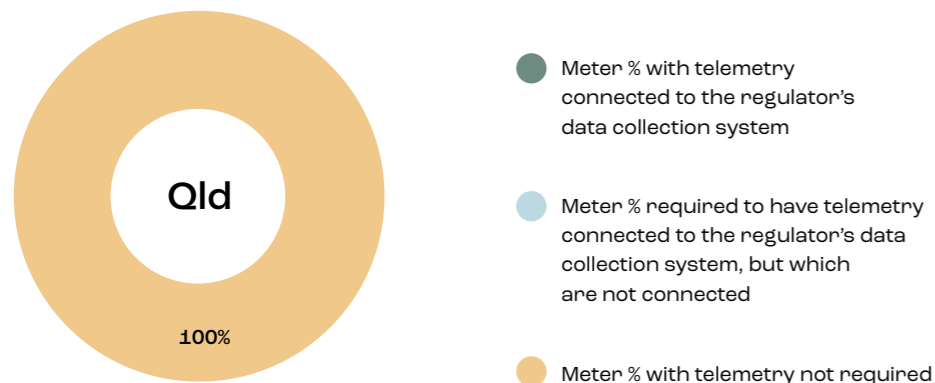 Qld
100%
Meter % with telemetry
connected to the regulator’s
data collection system
Meter % required to have telemetry
connected to the regulator’s data
collection system, but which
are not connected
Meter % with telemetry not required